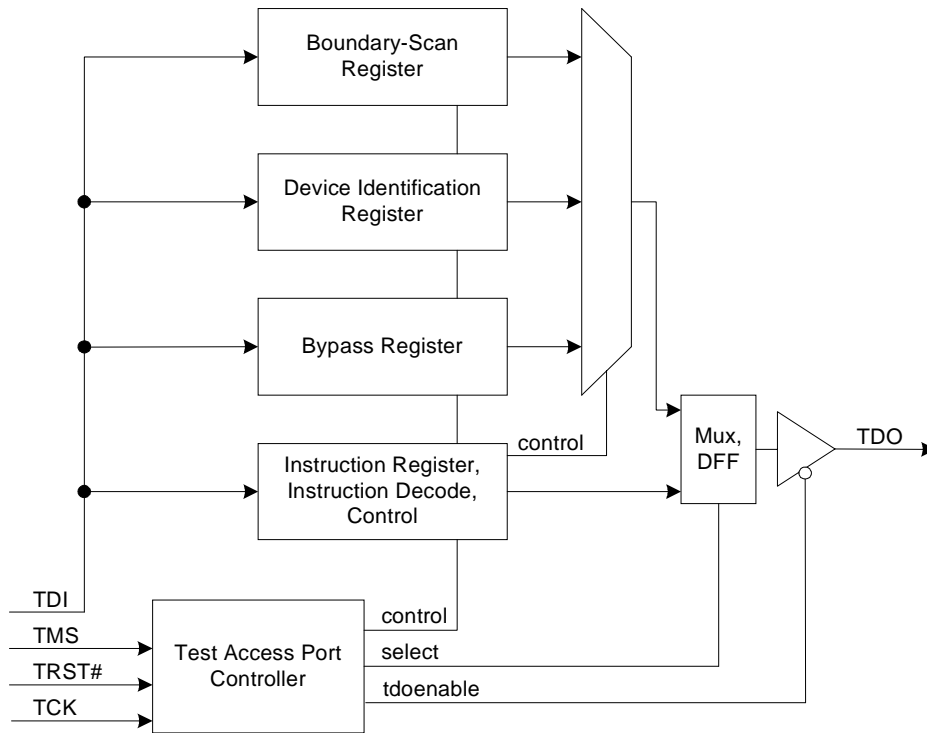 Boundary-Scan
Register
Device Identification
Register
Bypass Register
control
Instruction Register,
Instruction Decode,
Control
Mux,
DFF
TDO
TDI
TMS
TRST#
TCK
Test Access Port
Controller
control
select
tdoenable